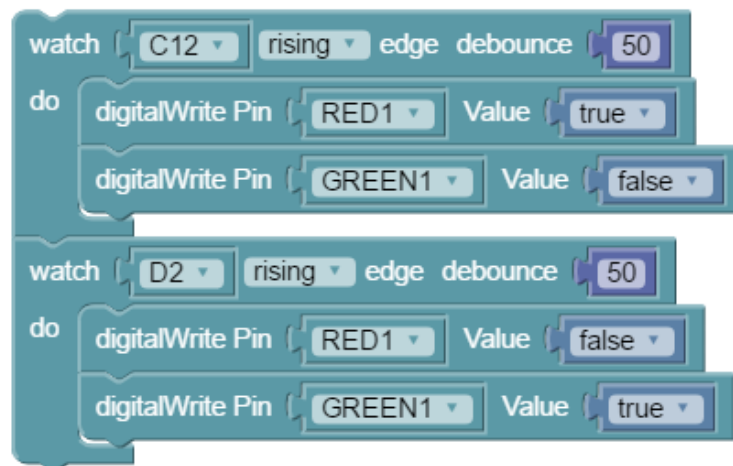 watch C12 rising edge debounce 50
do digitalWrite Pin RED1 Value true
digitalWrite Pin GREEN1 Value false
watch D2 rising edge debounce 50
do digitalWrite Pin RED1 Value false
digitalWrite Pin GREEN1 Value true